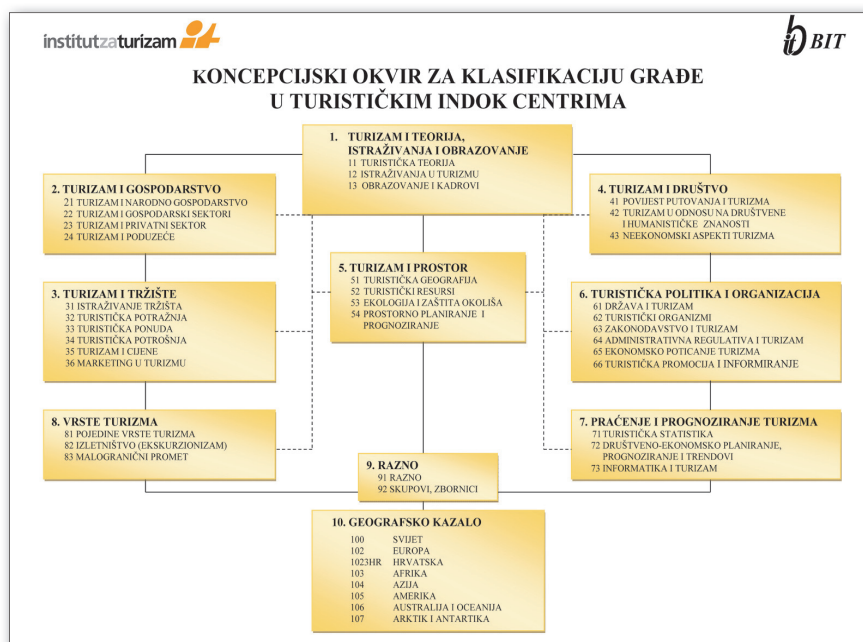 institutzaturizam
bit BIT
KONCEPCIJSKI OKVIR ZA KLASIFIKACIJU GRAĐE
U TURISTIČKIM INDOK CENTRIMA
1. TURIZAM I TEORIJA,
ISTRAŽIVANJA I OBRAZOVANJE
11 TURISTIČKA TEORIJA
12 ISTRAŽIVANJA U TURIZMU
13 OBRAZOVANJE I KADROVI
2. TURIZAM I GOSPODARSTVO
21 TURIZAM I NARODNO GOSPODARSTVO
22 TURIZAM I GOSPODARSKI SEKTORI
23 TURIZAM I PRIVATNI SEKTOR
24 TURIZAM I PODUZEĆE
4. TURIZAM I DRUŠTVO
41 POVIJEST PUTOVANJA I TURIZMA
42 TURIZAM U ODNOSU NA DRUŠTVENE
I HUMANISTIČKE ZNANOSTI
43 NEEKONOMSKI ASPEKTI TURIZMA
5. TURIZAM I PROSTOR
51 TURISTIČKA GEOGRAFIJA
52 TURISTIČKI RESURSI
53 EKOLOGIJA I ZAŠTITA OKOLIŠA
54 PROSTORNO PLANIRANJE I
PROGNOZIRANJE
3. TURIZAM I TRŽIŠTE
31 ISTRAŽIVANJE TRŽIŠTA
32 TURISTIČKA POTRAŽNJA
33 TURISTIČKA PONUDA
34 TURISTIČKA POTROŠNJA
35 TURIZAM I CIJENE
36 MARKETING U TURIZMU
6. TURISTIČKA POLITIKA I ORGANIZACIJA
61 DRŽAVA I TURIZAM
62 TURISTIČKI ORGANIZMI
63 ZAKONODAVSTVO I TURIZAM
64 ADMINISTRATIVNA REGULATIVA I TURIZAM
65 EKONOMSKO POTICANJE TURIZMA
66 TURISTIČKA PROMOCIJA I INFORMIRANJE
8. VRSTE TURIZMA
81 POJEDINE VRSTE TURIZMA
82 IZLETNIŠTVO (EKSKURZIONIZAM)
83 MALOGRANIČNI PROMET
7. PRAĆENJE I PROGNOZIRANJE TURIZMA
71 TURISTIČKA STATISTIKA
72 DRUŠTVENO-EKONOMSKO PLANIRANJE,
PROGNOZIRANJE I TRENDOVI
73 INFORMATIKA I TURIZAM
9. RAZNO
91 RAZNO
92 SKUPOVI, ZBORNICI
10. GEOGRAFSKO KAZALO
100 SVIJET
102 EUROPA
1023HR HRVATSKA
103 AFRIKA
104 AZIJA
105 AMERIKA
106 AUSTRALIJA I OCEANIJA
107 ARKTIK I ANTARTIKA